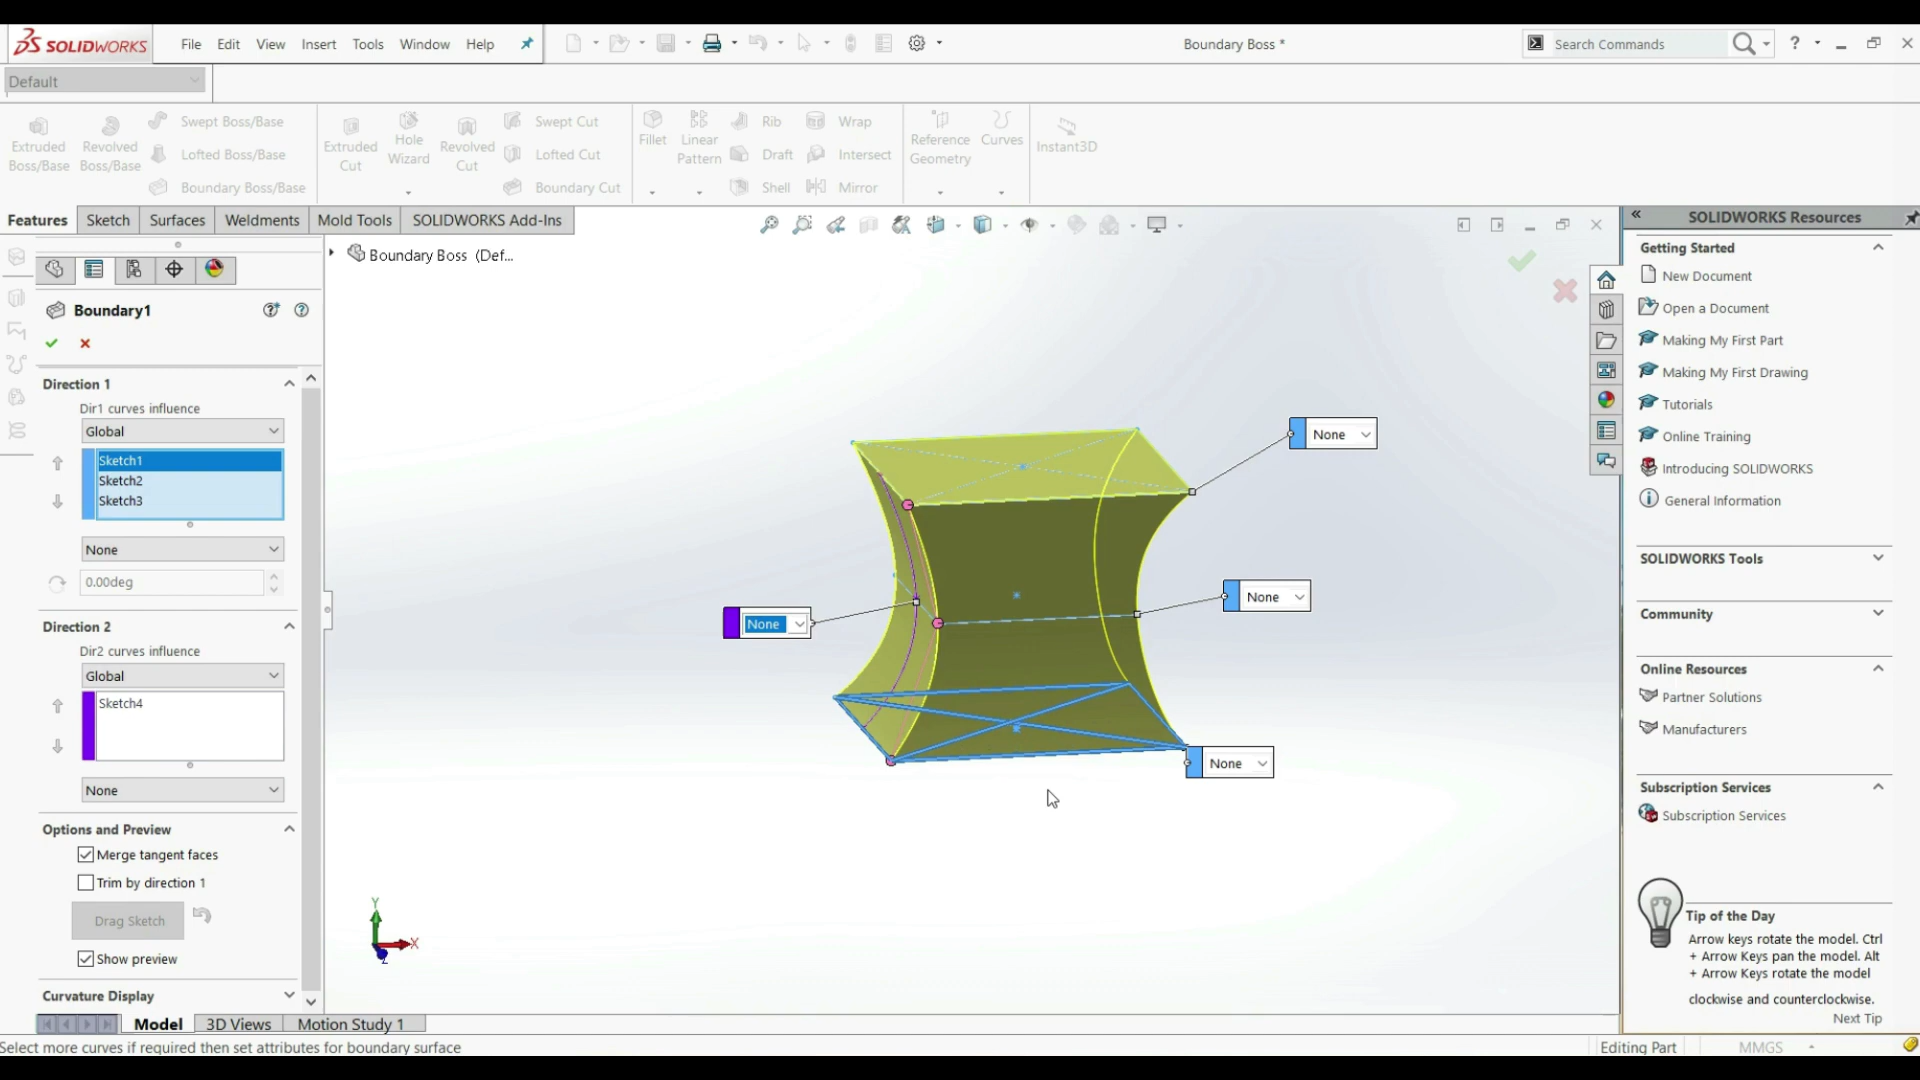 SOLIDWORKS
File Edit View Insert Tools Window Help
Boundary Boss *
Search Commands
?
Default
Extruded Boss/Base
Revolved Boss/Base
Swept Boss/Base
Lofted Boss/Base
Boundary Boss/Base
Extruded Cut
Hole Wizard
Revolved Cut
Swept Cut
Lofted Cut
Boundary Cut
Fillet
Linear Pattern
Rib
Draft
Shell
Wrap
Intersect
Mirror
Reference Geometry
Curves
Instant3D
Features Sketch Surfaces Weldments Mold Tools SOLIDWORKS Add-Ins
Boundary Boss (Def...
Boundary1
Direction 1
Dir1 curves influence
Global
Sketch1
Sketch2
Sketch3
None
0.00deg
Direction 2
Dir2 curves influence
Global
Sketch4
None
Options and Preview
Merge tangent faces
Trim by direction 1
Drag Sketch
Show preview
Curvature Display
None
None
None
None
Y
X
Z
SOLIDWORKS Resources
Getting Started
New Document
Open a Document
Making My First Part
Making My First Drawing
Tutorials
Online Training
Introducing SOLIDWORKS
General Information
SOLIDWORKS Tools
Community
Online Resources
Partner Solutions
Manufacturers
Subscription Services
Subscription Services
Tip of the Day
Arrow keys rotate the model. Ctrl
+ Arrow Keys pan the model. Alt
+ Arrow Keys rotate the model
clockwise and counterclockwise.
Next Tip
Model 3D Views Motion Study 1
Select more curves if required then set attributes for boundary surface
Editing Part MMGS